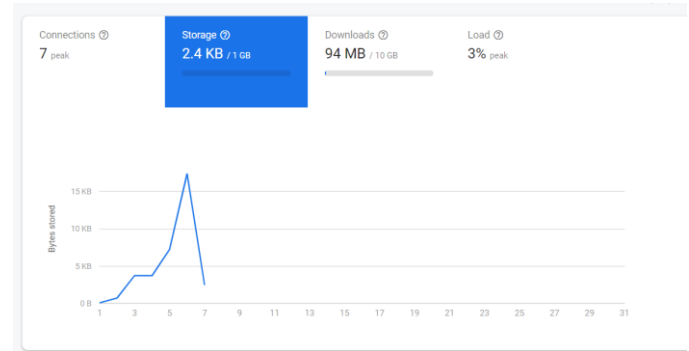 Connections
7 peak
Storage
2.4 KB / 1 GB
Downloads
94 MB / 10 GB
Load
3% peak
Bytes stored
15 KB
10 KB
5 KB
0 B
1 3 5 7 9 11 13 15 17 19 21 23 25 27 29 31